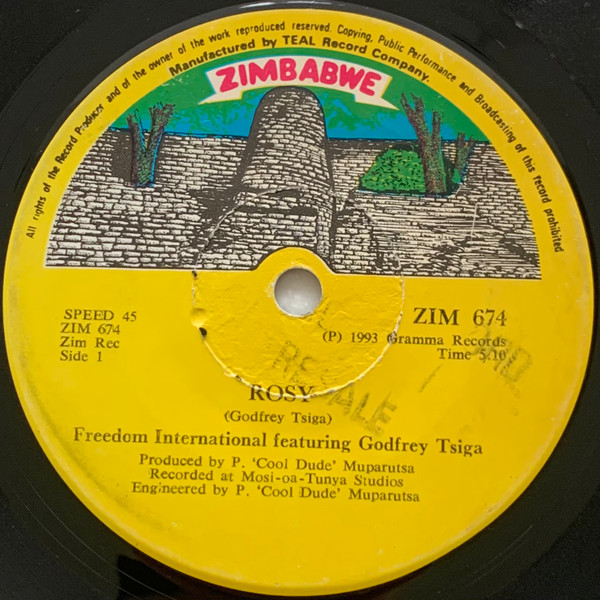 All rights of the Record Producer and of the owner of the work reproduced reserved. Copying, Public Performance and Broadcasting of this record prohibited
Manufactured by TEAL Record Company.
ZIMBABWE
SPEED 45
ZIM 674
Zim Rec
Side 1
ZIM 674
(P) 1993 Gramma Records
Time 5.10
ROSY
(Godfrey Tsiga)
Freedom International featuring Godfrey Tsiga
Produced by P. 'Cool Dude' Muparutsa
Recorded at Mosi-oa-Tunya Studios
Engineered by P. 'Cool Dude' Muparutsa